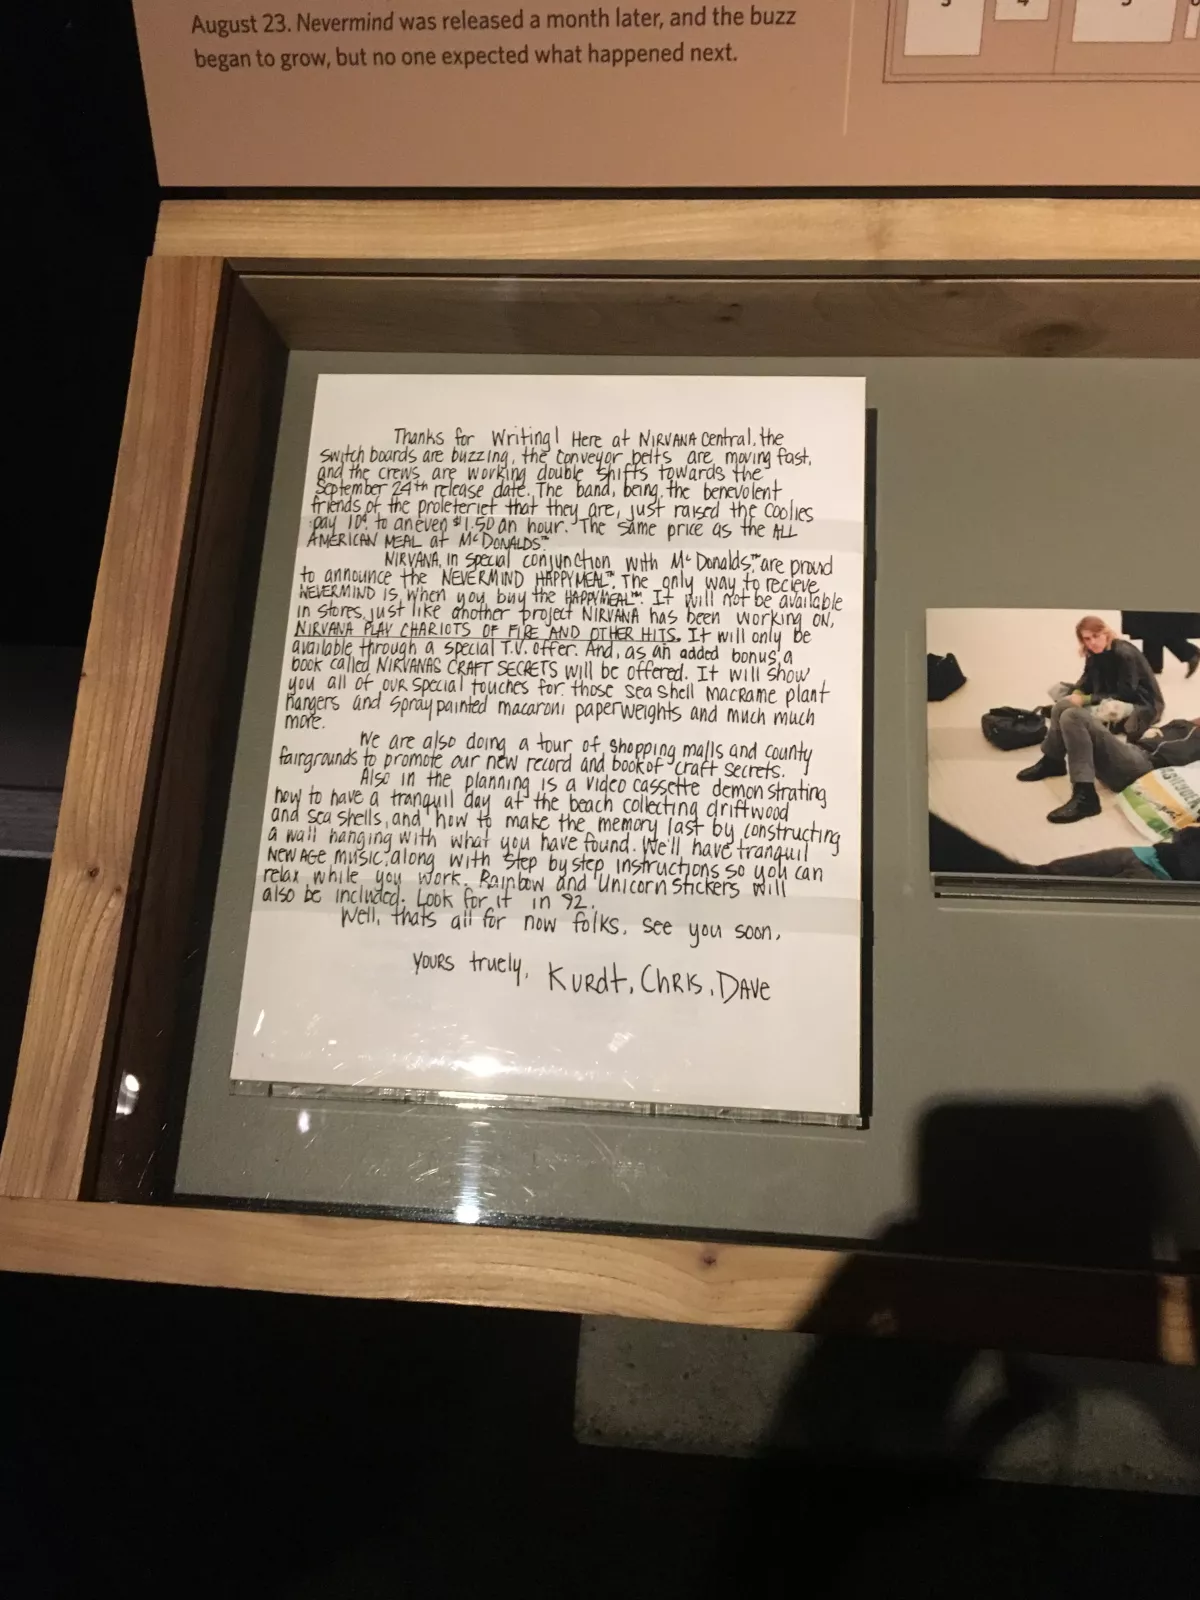 August 23. Nevermind was released a month later, and the buzz
began to grow, but no one expected what happened next.
3 4 5
Thanks for Writing! Here at NIRVANA Central, the
switch boards are buzzing, the conveyor belts are moving fast,
and the crews are working double shifts towards the
September 24th release date. The band, being the benevolent
friends of the proleteriet that they are, just raised the coolies
pay 10¢ to an even $1.50 an hour. The same price as the ALL
AMERICAN MEAL at McDONALDS™.
NIRVANA, in special conjunction with McDonalds,™ are proud
to announce the NEVERMIND HAPPYMEAL™. The only way to recieve
NEVERMIND is when you buy the HAPPYMEAL™. It will not be available
in stores, just like another project NIRVANA has been working on,
NIRVANA PLAY CHARIOTS OF FIRE AND OTHER HITS. It will only be
available through a special T.V. offer. And, as an added bonus, a
book called NIRVANAS CRAFT SECRETS will be offered. It will show
you all of our special touches for those sea shell macrame plant
hangers and spraypainted macaroni paperweights and much much
more.
We are also doing a tour of shopping malls and county
fairgrounds to promote our new record and book of craft secrets.
Also in the planning is a video cassette demonstrating
how to have a tranquil day at the beach collecting driftwood
and sea shells, and how to make the memory last by constructing
a wall hanging with what you have found. We'll have tranquil
NEW AGE music, along with step by step instructions so you can
relax while you work. Rainbow and Unicorn stickers will
also be included. Look for it in 92.
Well, thats all for now folks, see you soon,
YOURS truely, Kurdt, Chris, Dave